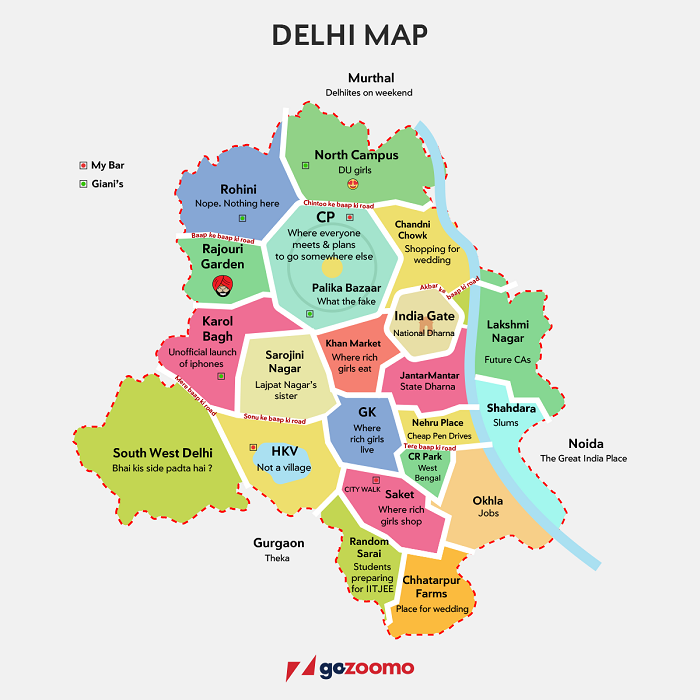 DELHI MAP
Murthal
Delhiites on weekend
My Bar
Giani's
North Campus
DU girls
Rohini
Nope. Nothing here
Chintoo ke baap ki road
CP
Where everyone
meets & plans
to go somewhere else
Palika Bazaar
What the fake
Chandni
Chowk
Shopping for
wedding
Baap ke baap ki road
Rajouri
Garden
Akbar ke baap ki road
India Gate
National Dharna
Lakshmi
Nagar
Future CAs
Karol
Bagh
Unofficial launch
of iphones
Sarojini
Nagar
Lajpat Nagar's
sister
Khan Market
Where rich
girls eat
JantarMantar
State Dharna
Mere baap ki road
Sonu ke baap ki road
GK
Where
rich girls
live
Nehru Place
Cheap Pen Drives
Shahdara
Slums
Tere baap ki road
CR Park
West
Bengal
Noida
The Great India Place
South West Delhi
Bhai kis side padta hai ?
HKV
Not a village
CITY WALK
Saket
Where rich
girls shop
Okhla
Jobs
Gurgaon
Theka
Random
Sarai
Students
preparing
for IITJEE
Chhatarpur
Farms
Place for wedding
gozoomo